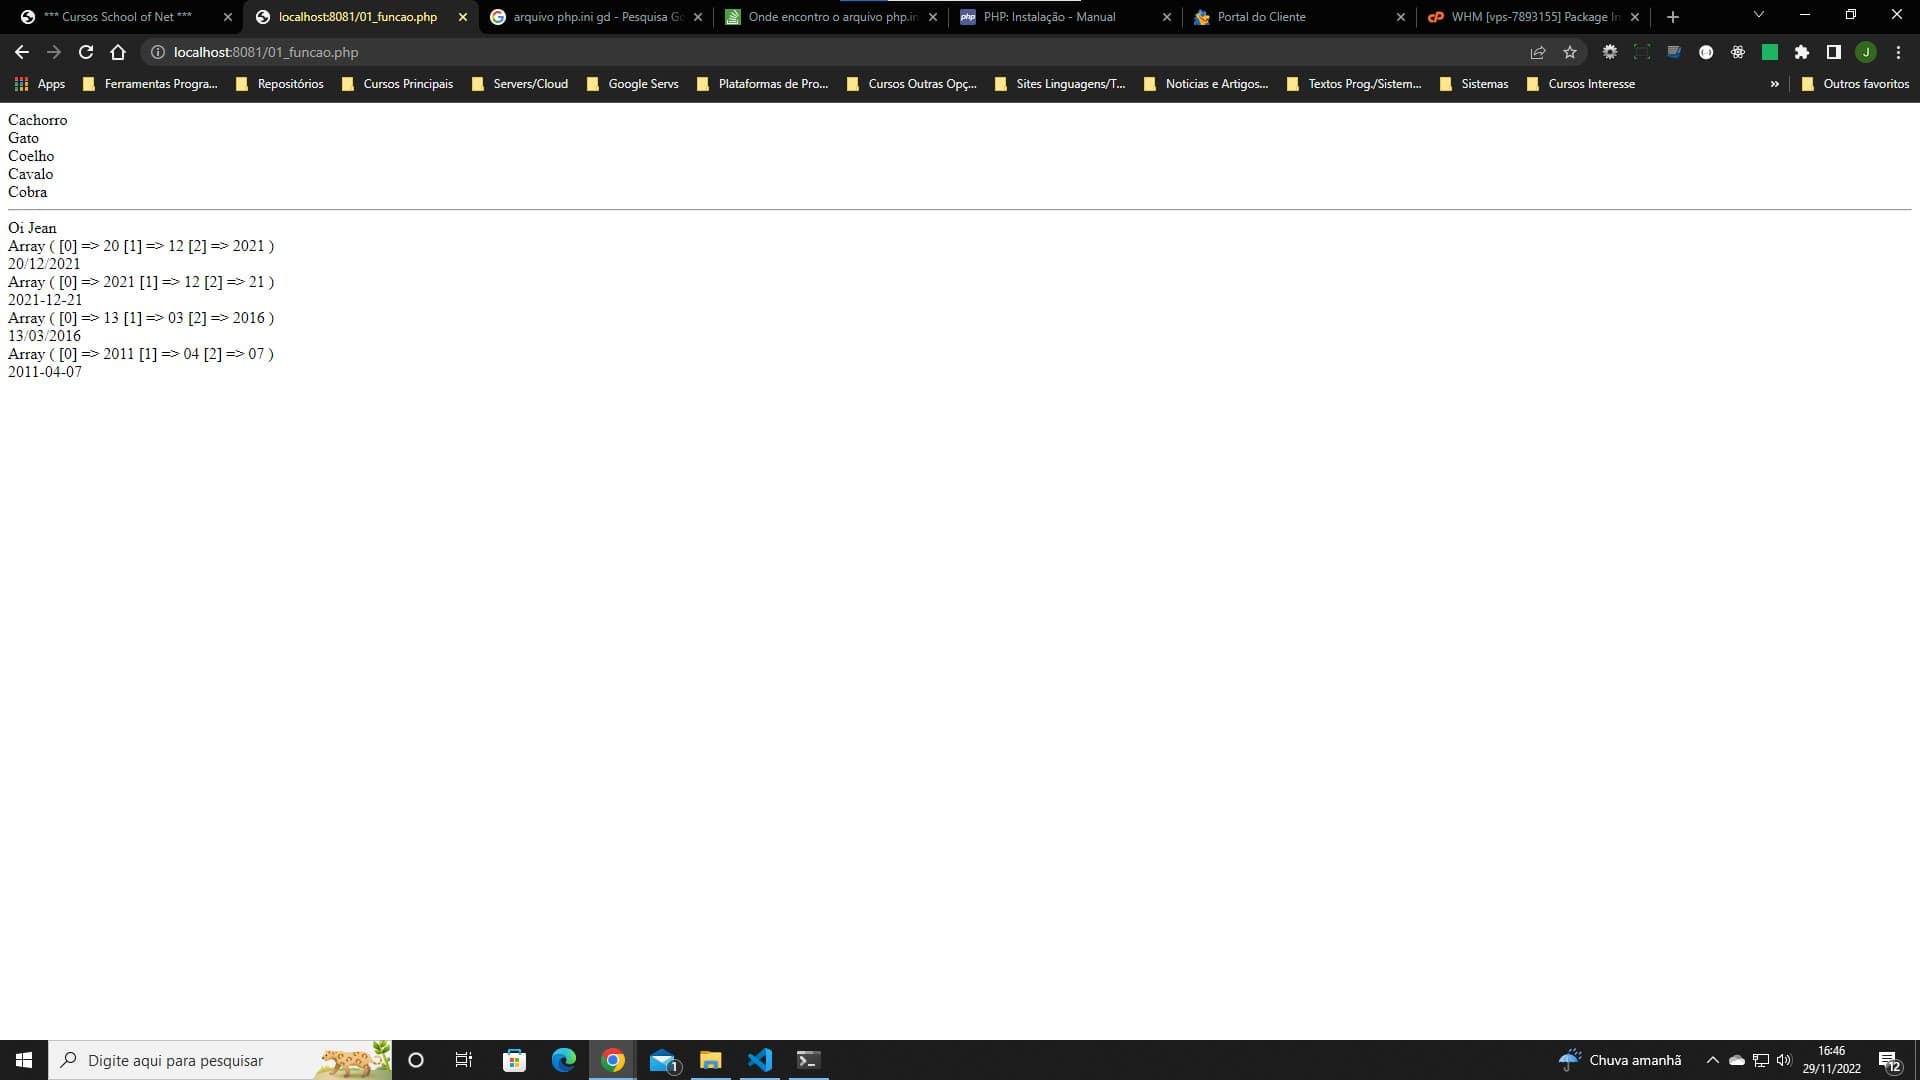 *** Cursos School of Net ***
localhost:8081/01_funcao.php
arquivo php.ini gd - Pesquisa Go
Onde encontro o arquivo php.in
php PHP: Instalação - Manual
Portal do Cliente
cP WHM [vps-7893155] Package In
localhost:8081/01_funcao.php
J
Apps
Ferramentas Progra...
Repositórios
Cursos Principais
Servers/Cloud
Google Servs
Plataformas de Pro...
Cursos Outras Opç...
Sites Linguagens/T...
Noticias e Artigos...
Textos Prog./Sistem...
Sistemas
Cursos Interesse
»
Outros favoritos
Cachorro
Gato
Coelho
Cavalo
Cobra
Oi Jean
Array ( [0] => 20 [1] => 12 [2] => 2021 )
20/12/2021
Array ( [0] => 2021 [1] => 12 [2] => 21 )
2021-12-21
Array ( [0] => 13 [1] => 03 [2] => 2016 )
13/03/2016
Array ( [0] => 2011 [1] => 04 [2] => 07 )
2011-04-07
Digite aqui para pesquisar
1
Chuva amanhã
16:46
29/11/2022
12